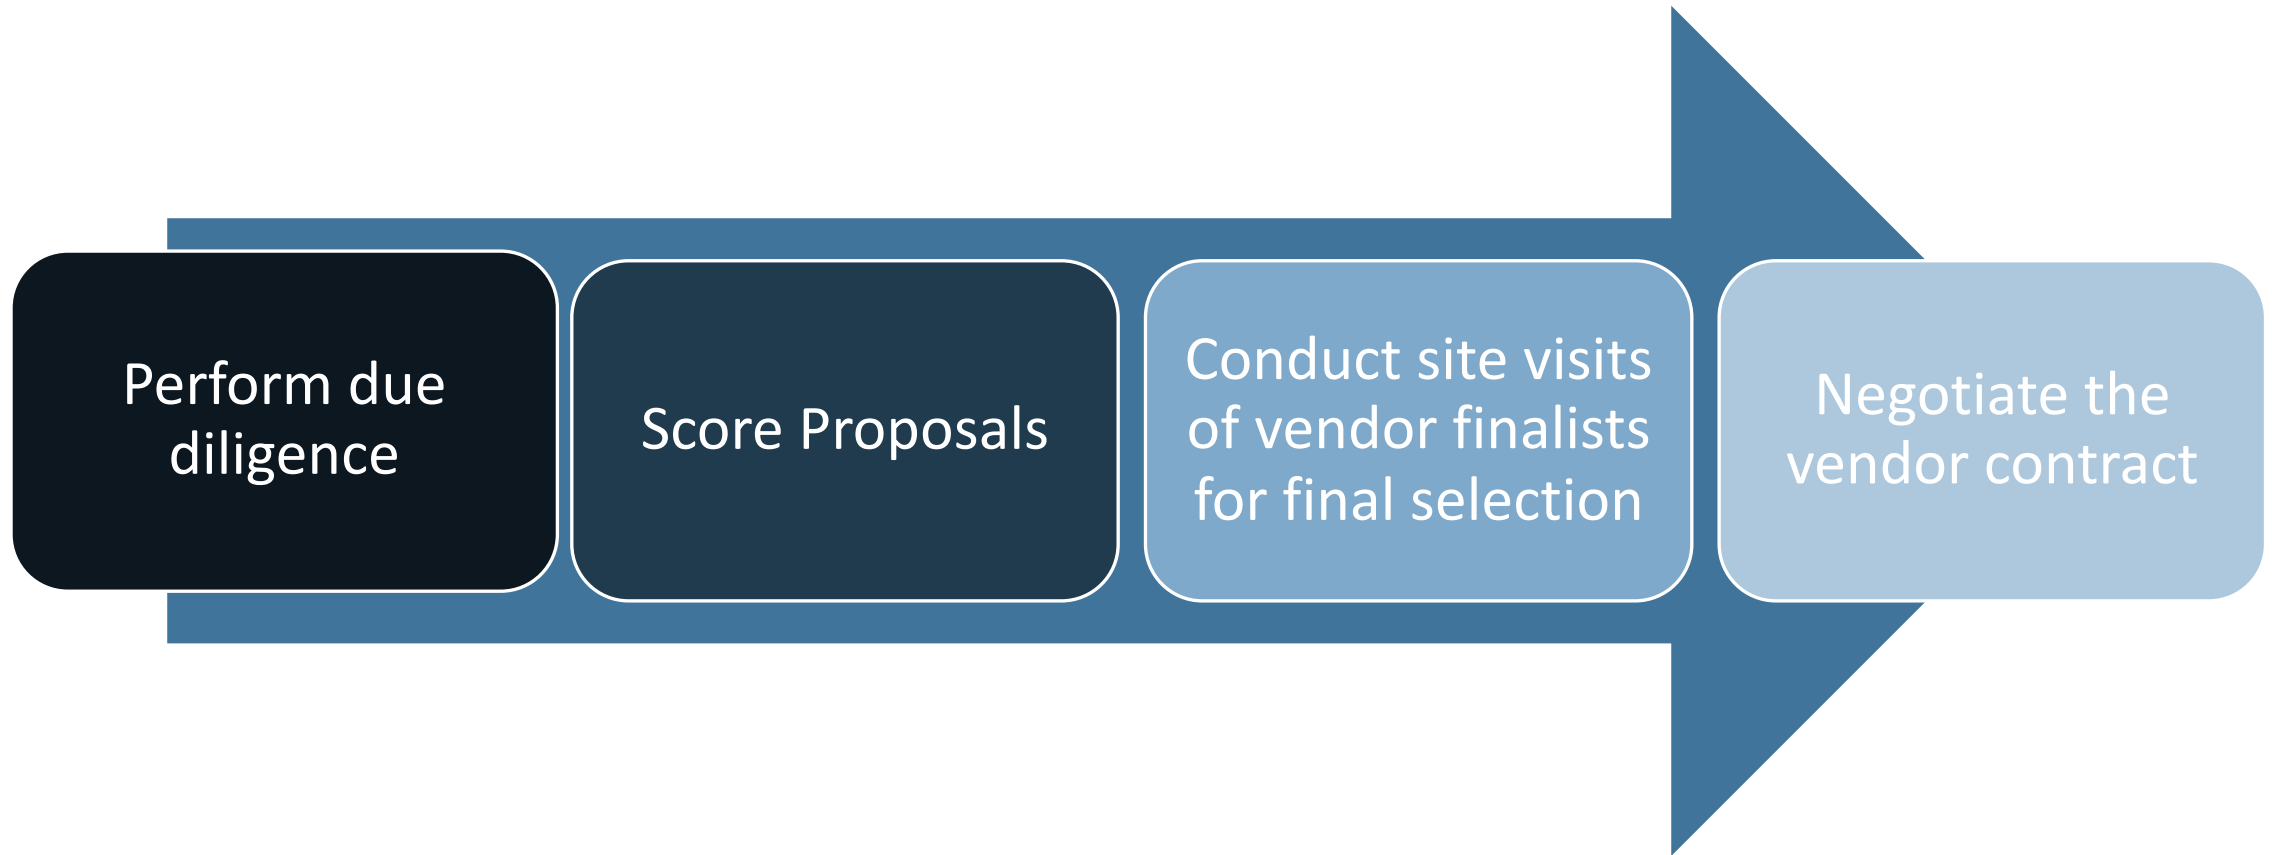 Perform due
diligence
Score Proposals
Conduct site visits
of vendor finalists
for final selection
Negotiate the
vendor contract